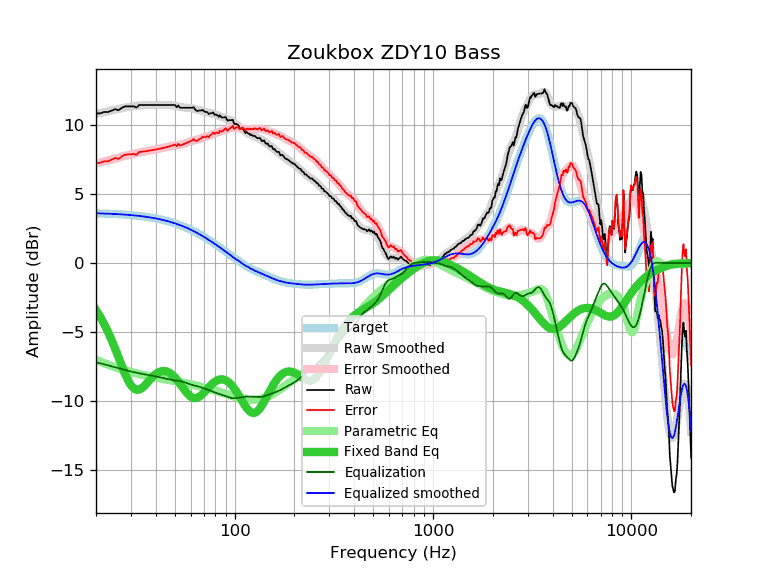 Zoukbox ZDY10 Bass
Amplitude (dBr)
10
5
0
−5
−10
−15
Target
Raw Smoothed
Error Smoothed
Raw
Error
Parametric Eq
Fixed Band Eq
Equalization
Equalized smoothed
100 1000 10000
Frequency (Hz)